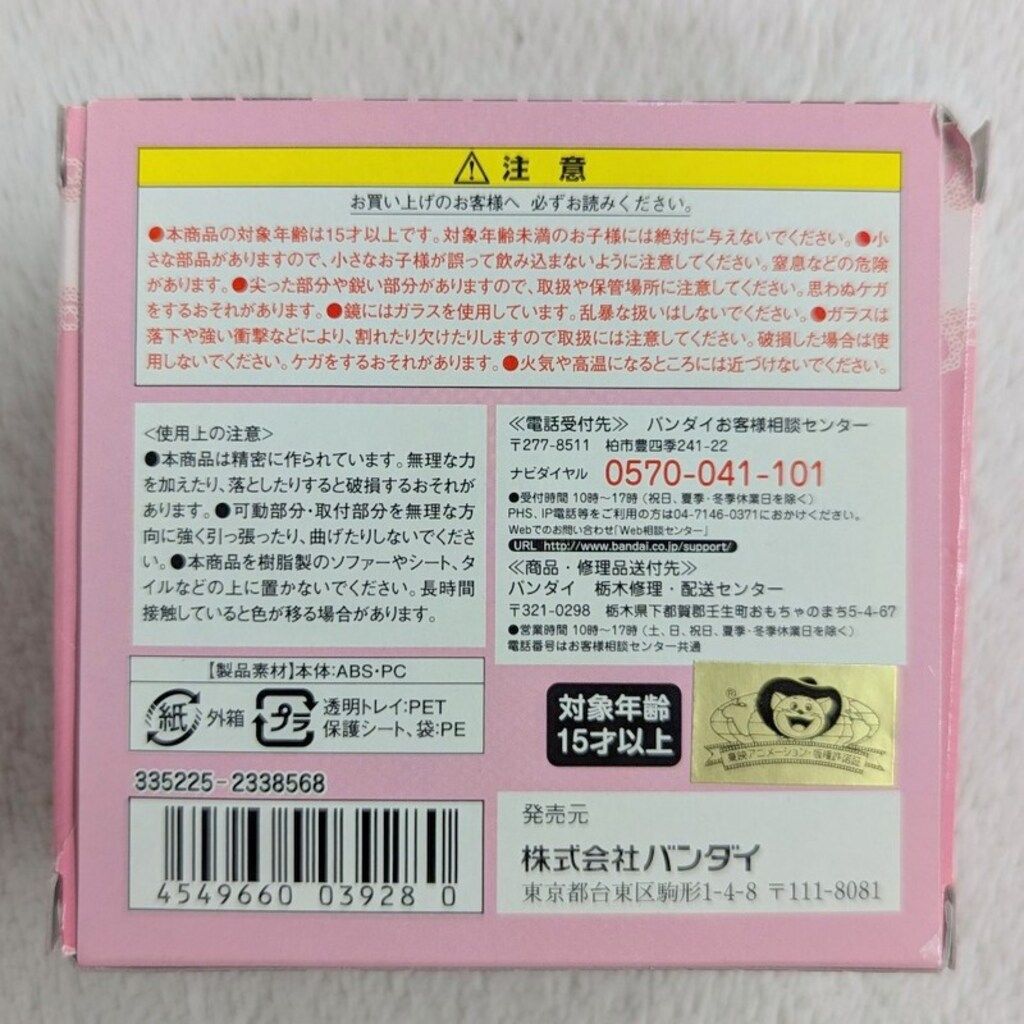 注 意
お買い上げのお客様へ 必ずお読みください。
●本商品の対象年齢は15才以上です。対象年齢未満のお子様には絶対に与えないでください。●小
さな部品がありますので、小さなお子様が誤って飲み込まないように注意してください。窒息などの危険
があります。●尖った部分や鋭い部分がありますので、取扱や保管場所に注意してください。思わぬケガ
をするおそれがあります。●鏡にはガラスを使用しています。乱暴な扱いはしないでください。●ガラスは
落下や強い衝撃などにより、割れたり欠けたりしますので取扱には注意してください。破損した場合は使
用しないでください。ケガをするおそれがあります。●火気や高温になるところには近づけないでください。
<使用上の注意>
●本商品は精密に作られています。無理な力
を加えたり、落としたりすると破損するおそれが
あります。●可動部分・取付部分を無理な方
向に強く引っ張ったり、曲げたりしないでくださ
い。●本商品を樹脂製のソファーやシート、タ
イルなどの上に置かないでください。長時間
接触していると色が移る場合があります。
≪電話受付先≫ バンダイお客様相談センター
〒277-8511 柏市豊四季241-22
ナビダイヤル 0570-041-101
●受付時間 10時〜17時(祝日、夏季・冬季休業日を除く)
PHS、IP電話等をご利用の方は04-7146-0371におかけください。
Webでのお問い合わせ「Web相談センター」
URL http://www.bandai.co.jp/support/
≪商品・修理品送付先≫
バンダイ 栃木修理・配送センター
〒321-0298 栃木県下都賀郡壬生町おもちゃのまち5-4-67
●営業時間 10時〜17時(土、日、祝日、夏季・冬季休業日を除く)
電話番号はお客様相談センター共通
【製品素材】本体:ABS・PC
紙 外箱 プラ 透明トレイ:PET
保護シート、袋:PE
対象年齢
15才以上
®
東映アニメーション・版権許諾証
335225-2338568
4549660 03928 0
発売元
株式会社バンダイ
東京都台東区駒形1-4-8 〒111-8081